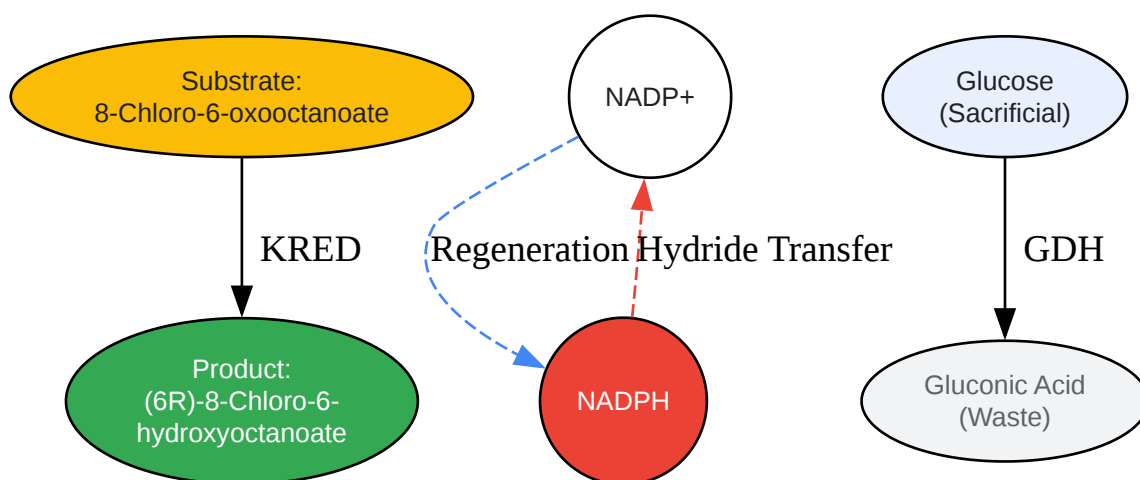 Substrate:
8-Chloro-6-oxooctanoate
NADP+
Glucose
(Sacrificial)
KRED
Regeneration
Hydride Transfer
GDH
Product:
(6R)-8-Chloro-6-
hydroxyoctanoate
NADPH
Gluconic Acid
(Waste)